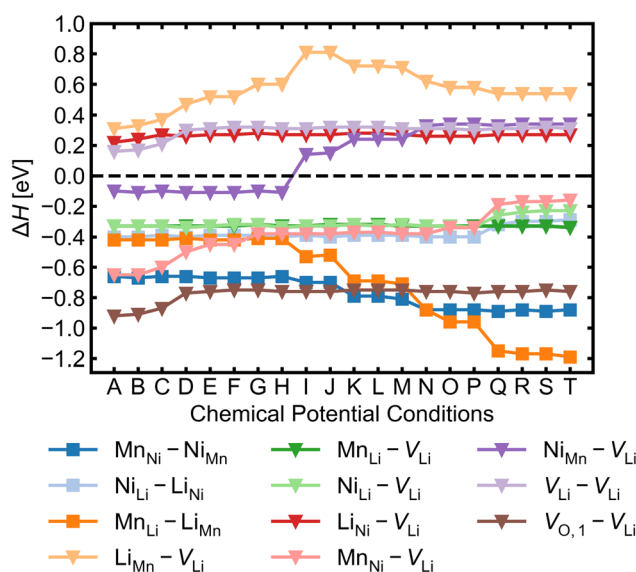 1.0
0.8
0.6
0.4
0.2
0.0
−0.2
−0.4
−0.6
−0.8
−1.0
−1.2
ΔH [eV]
A B C D E F G H I J K L M N O P Q R S T
Chemical Potential Conditions
Mn_Ni − Ni_Mn
Mn_Li − V_Li
Ni_Mn − V_Li
Ni_Li − Li_Ni
Ni_Li − V_Li
V_Li − V_Li
Mn_Li − Li_Mn
Li_Ni − V_Li
V_O,1 − V_Li
Li_Mn − V_Li
Mn_Ni − V_Li